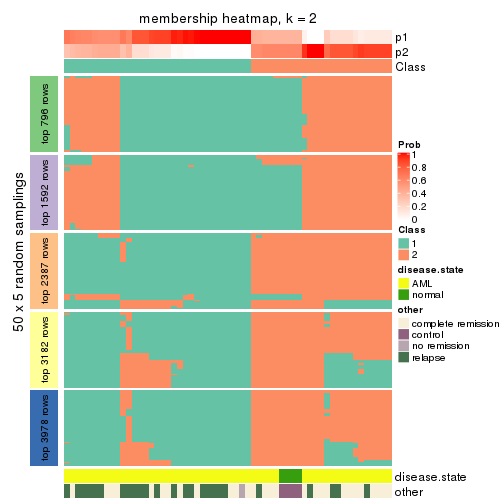 membership heatmap, k = 2
p1
p2
Class
50 x 5 random samplings
top 796 rows
top 1592 rows
top 2387 rows
top 3182 rows
top 3978 rows
Prob
1
0.8
0.6
0.4
0.2
0
Class
1
2
disease.state
AML
normal
other
complete remission
control
no remission
relapse
disease.state
other